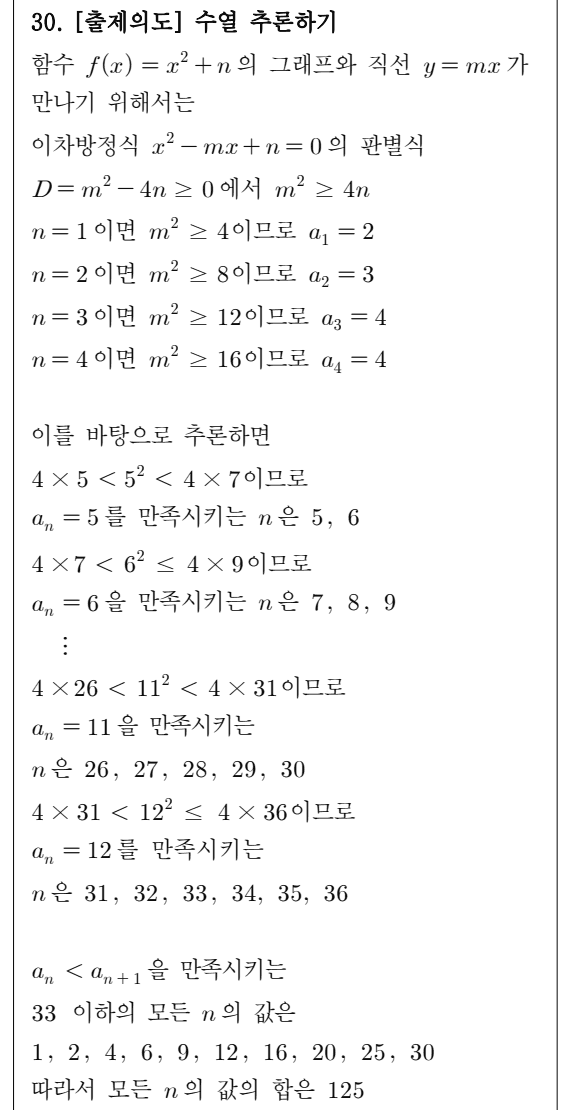 30. [출제의도] 수열 추론하기
함수 f(x) = x² + n 의 그래프와 직선 y = mx 가
만나기 위해서는
이차방정식 x² − mx + n = 0 의 판별식
D = m² − 4n ≥ 0 에서 m² ≥ 4n
n = 1 이면 m² ≥ 4이므로 a₁ = 2
n = 2 이면 m² ≥ 8이므로 a₂ = 3
n = 3 이면 m² ≥ 12이므로 a₃ = 4
n = 4 이면 m² ≥ 16이므로 a₄ = 4
이를 바탕으로 추론하면
4 × 5 < 5² < 4 × 7이므로
aₙ = 5 를 만족시키는 n 은 5, 6
4 × 7 < 6² ≤ 4 × 9이므로
aₙ = 6 을 만족시키는 n 은 7, 8, 9
⋮
4 × 26 < 11² < 4 × 31이므로
aₙ = 11 을 만족시키는
n 은 26, 27, 28, 29, 30
4 × 31 < 12² ≤ 4 × 36이므로
aₙ = 12 를 만족시키는
n 은 31, 32, 33, 34, 35, 36
aₙ < aₙ₊₁ 을 만족시키는
33 이하의 모든 n 의 값은
1, 2, 4, 6, 9, 12, 16, 20, 25, 30
따라서 모든 n 의 값의 합은 125